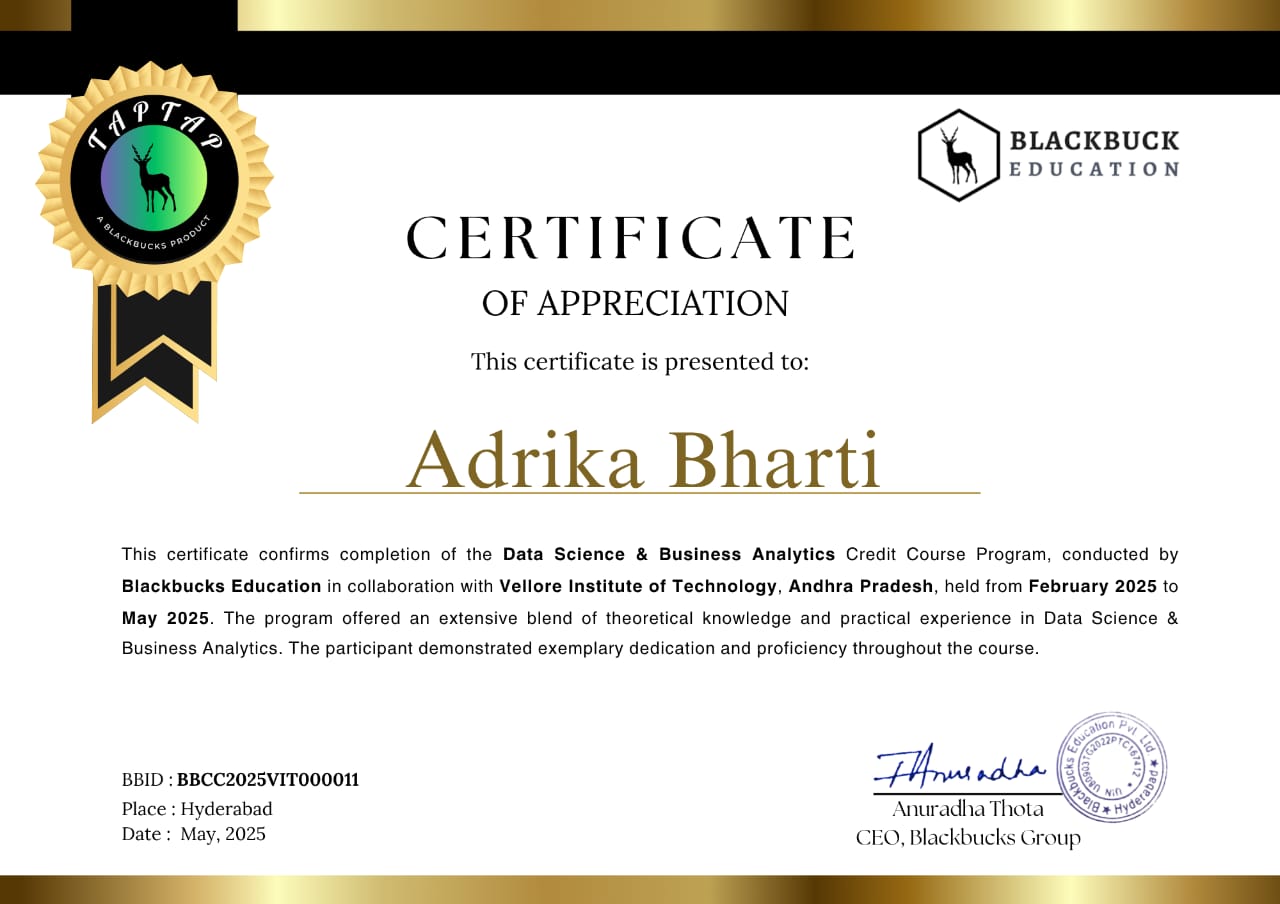 TAPTAP
A BLACKBUCKS PRODUCT
BLACKBUCK
EDUCATION
CERTIFICATE
OF APPRECIATION
This certificate is presented to:
Adrika Bharti
This certificate confirms completion of the Data Science & Business Analytics Credit Course Program, conducted by
Blackbucks Education in collaboration with Vellore Institute of Technology, Andhra Pradesh, held from February 2025 to
May 2025. The program offered an extensive blend of theoretical knowledge and practical experience in Data Science &
Business Analytics. The participant demonstrated exemplary dedication and proficiency throughout the course.
BBID : BBCC2025VIT000011
Place : Hyderabad
Date : May, 2025
T Anuradha
Anuradha Thota
CEO, Blackbucks Group
Blackbucks Education Pvt. Ltd.
★ Hyderabad ★
UIN